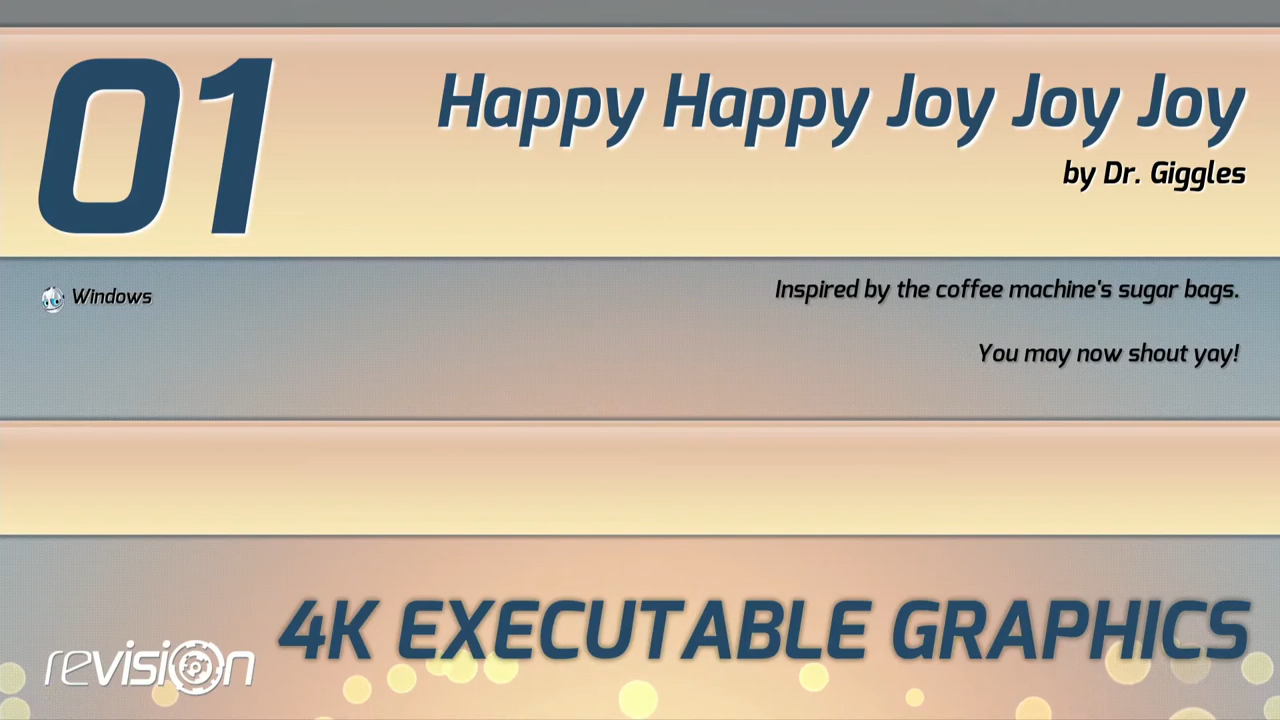 01
Happy Happy Joy Joy Joy
by Dr. Giggles
Windows
Inspired by the coffee machine's sugar bags.
You may now shout yay!
4K EXECUTABLE GRAPHICS
revision